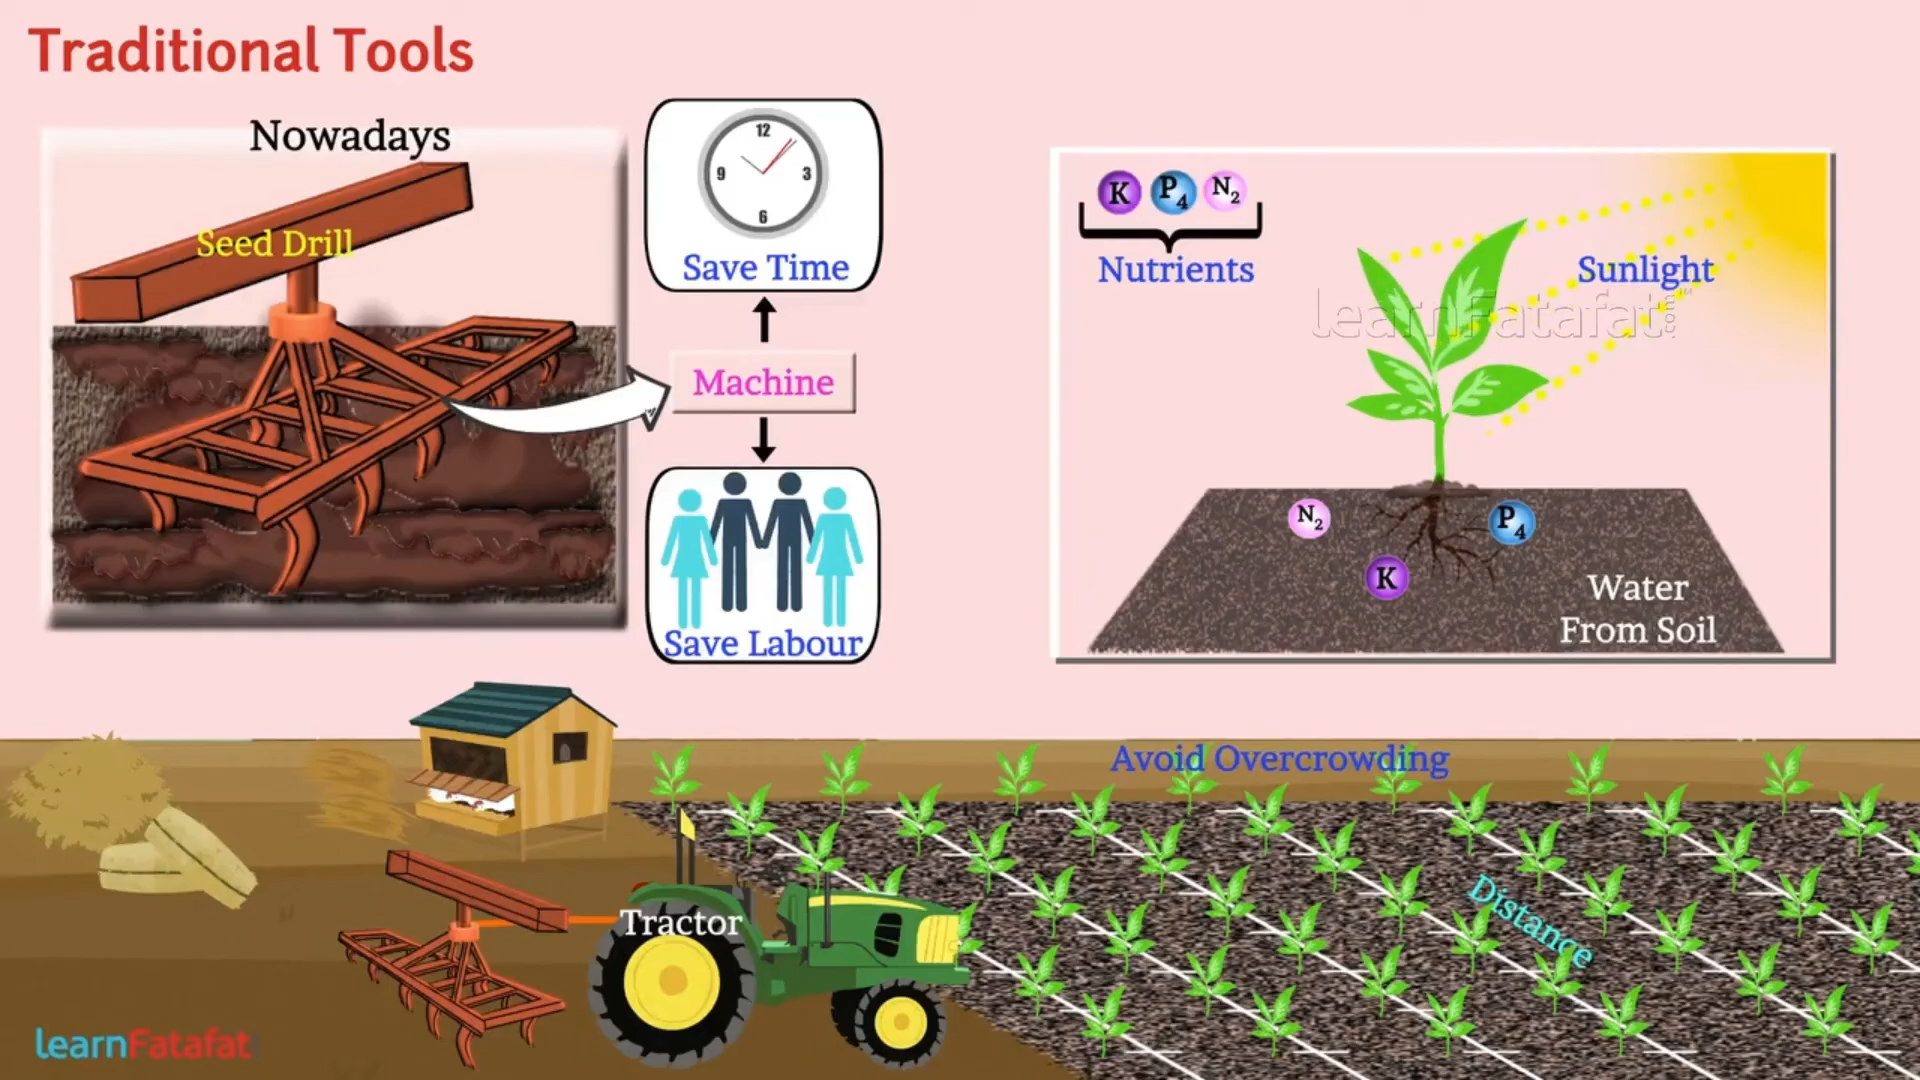 Traditional Tools
Nowadays
Seed Drill
12
9
3
6
Save Time
Machine
Save Labour
K P4 N2
Nutrients
Sunlight
learnFatafat.com
N2
P4
K
Water
From Soil
Avoid Overcrowding
Distance
Tractor
learnFatafat